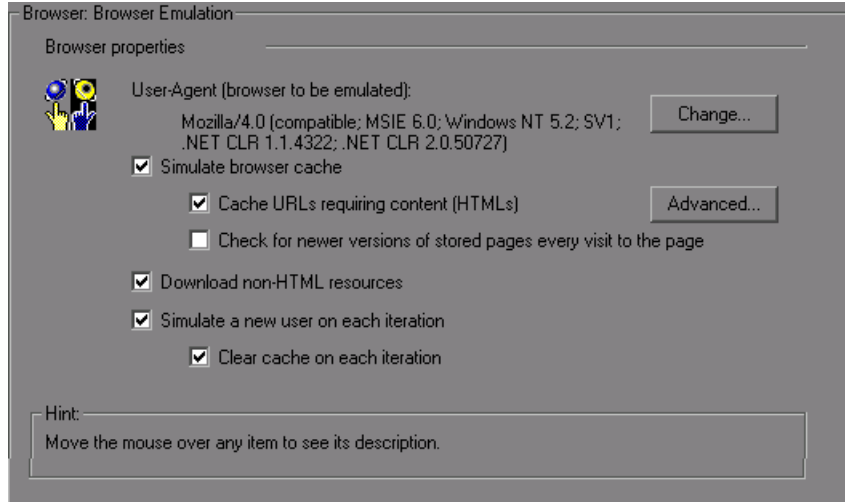 Browser: Browser Emulation
Browser properties
User-Agent (browser to be emulated):
Mozilla/4.0 (compatible; MSIE 6.0; Windows NT 5.2; SV1;
.NET CLR 1.1.4322; .NET CLR 2.0.50727)
Change...
Simulate browser cache
Cache URLs requiring content (HTMLs)
Advanced...
Check for newer versions of stored pages every visit to the page
Download non-HTML resources
Simulate a new user on each iteration
Clear cache on each iteration
Hint:
Move the mouse over any item to see its description.